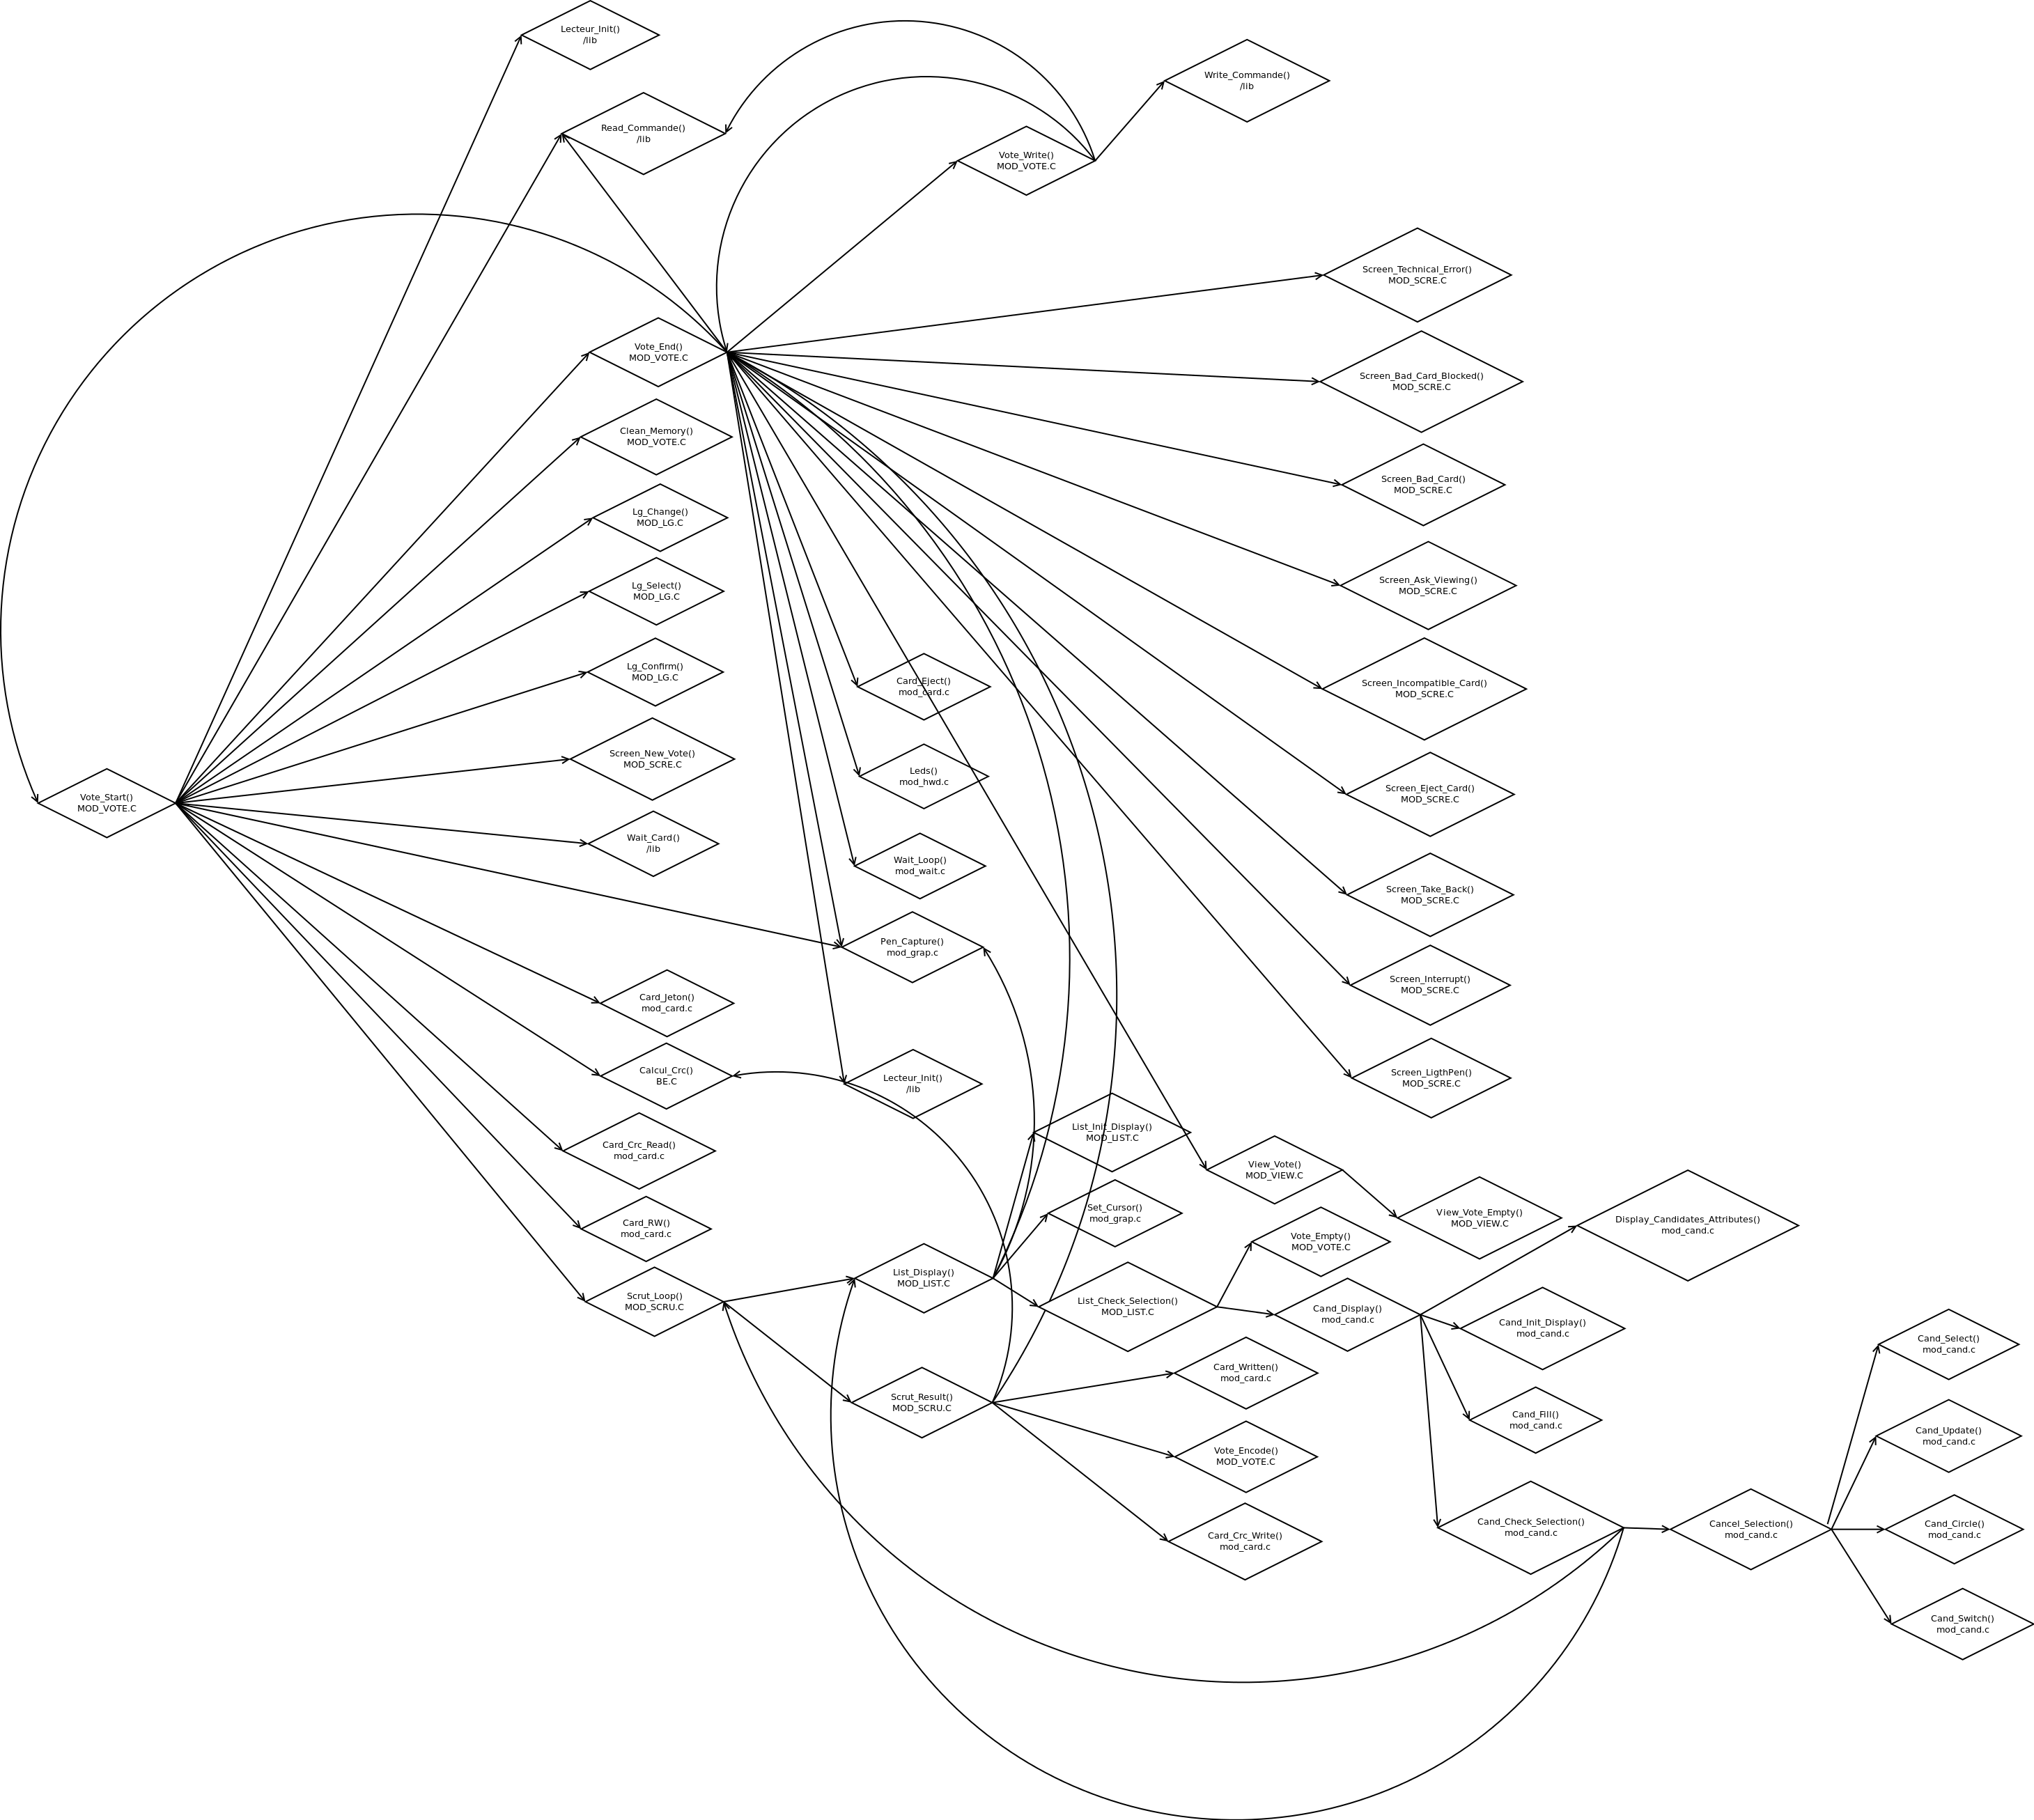 Lecteur_Init()
/lib
Write_Commande()
/lib
Read_Commande()
/lib
Vote_Write()
MOD_VOTE.C
Screen_Technical_Error()
MOD_SCRE.C
Vote_End()
MOD_VOTE.C
Screen_Bad_Card_Blocked()
MOD_SCRE.C
Clean_Memory()
MOD_VOTE.C
Screen_Bad_Card()
MOD_SCRE.C
Lg_Change()
MOD_LG.C
Screen_Ask_Viewing()
MOD_SCRE.C
Lg_Select()
MOD_LG.C
Lg_Confirm()
MOD_LG.C
Card_Eject()
mod_card.c
Screen_Incompatible_Card()
MOD_SCRE.C
Screen_New_Vote()
MOD_SCRE.C
Leds()
mod_hwd.c
Screen_Eject_Card()
MOD_SCRE.C
Vote_Start()
MOD_VOTE.C
Wait_Card()
/lib
Wait_Loop()
mod_wait.c
Screen_Take_Back()
MOD_SCRE.C
Pen_Capture()
mod_grap.c
Screen_Interrupt()
MOD_SCRE.C
Card_Jeton()
mod_card.c
Calcul_Crc()
BE.C
Lecteur_Init()
/lib
Screen_LigthPen()
MOD_SCRE.C
List_Init_Display()
MOD_LIST.C
Card_Crc_Read()
mod_card.c
View_Vote()
MOD_VIEW.C
Set_Cursor()
mod_grap.c
View_Vote_Empty()
MOD_VIEW.C
Display_Candidates_Attributes()
mod_cand.c
Card_RW()
mod_card.c
Vote_Empty()
MOD_VOTE.C
List_Display()
MOD_LIST.C
Scrut_Loop()
MOD_SCRU.C
List_Check_Selection()
MOD_LIST.C
Cand_Display()
mod_cand.c
Cand_Init_Display()
mod_cand.c
Cand_Select()
mod_cand.c
Card_Written()
mod_card.c
Scrut_Result()
MOD_SCRU.C
Cand_Fill()
mod_cand.c
Cand_Update()
mod_cand.c
Vote_Encode()
MOD_VOTE.C
Cand_Check_Selection()
mod_cand.c
Cancel_Selection()
mod_cand.c
Cand_Circle()
mod_cand.c
Card_Crc_Write()
mod_card.c
Cand_Switch()
mod_cand.c